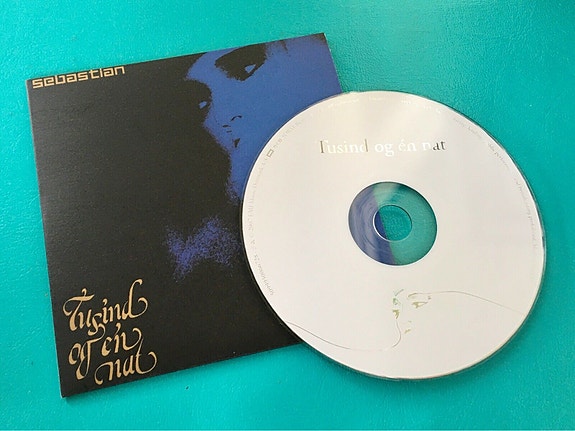 sebastian
Tusind
og én
nat
Tusind og én nat